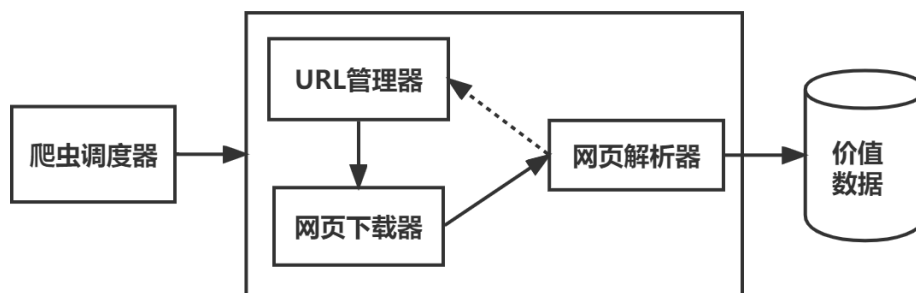 URL管理器
爬虫调度器
网页解析器
网页下载器
价值
数据